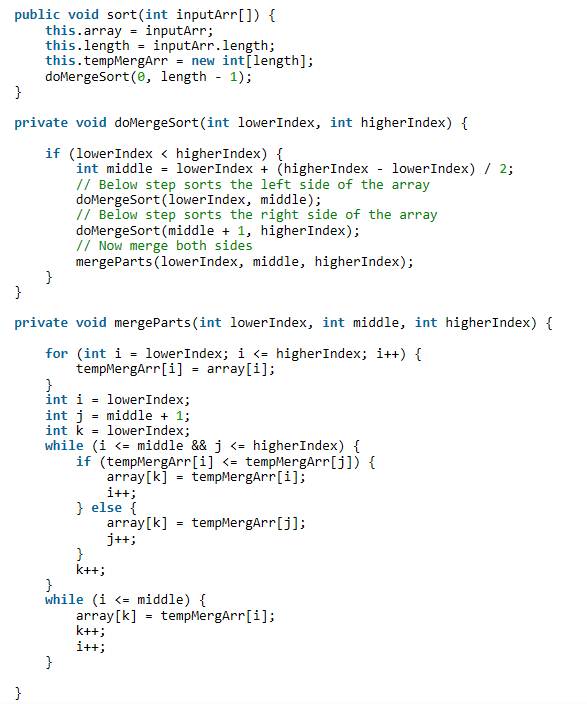 public void sort(int inputArr[]) {
    this.array = inputArr;
    this.length = inputArr.length;
    this.tempMergArr = new int[length];
    doMergeSort(0, length - 1);
}

private void doMergeSort(int lowerIndex, int higherIndex) {

    if (lowerIndex < higherIndex) {
        int middle = lowerIndex + (higherIndex - lowerIndex) / 2;
        // Below step sorts the left side of the array
        doMergeSort(lowerIndex, middle);
        // Below step sorts the right side of the array
        doMergeSort(middle + 1, higherIndex);
        // Now merge both sides
        mergeParts(lowerIndex, middle, higherIndex);
    }
}

private void mergeParts(int lowerIndex, int middle, int higherIndex) {

    for (int i = lowerIndex; i <= higherIndex; i++) {
        tempMergArr[i] = array[i];
    }
    int i = lowerIndex;
    int j = middle + 1;
    int k = lowerIndex;
    while (i <= middle && j <= higherIndex) {
        if (tempMergArr[i] <= tempMergArr[j]) {
            array[k] = tempMergArr[i];
            i++;
        } else {
            array[k] = tempMergArr[j];
            j++;
        }
        k++;
    }
    while (i <= middle) {
        array[k] = tempMergArr[i];
        k++;
        i++;
    }

}